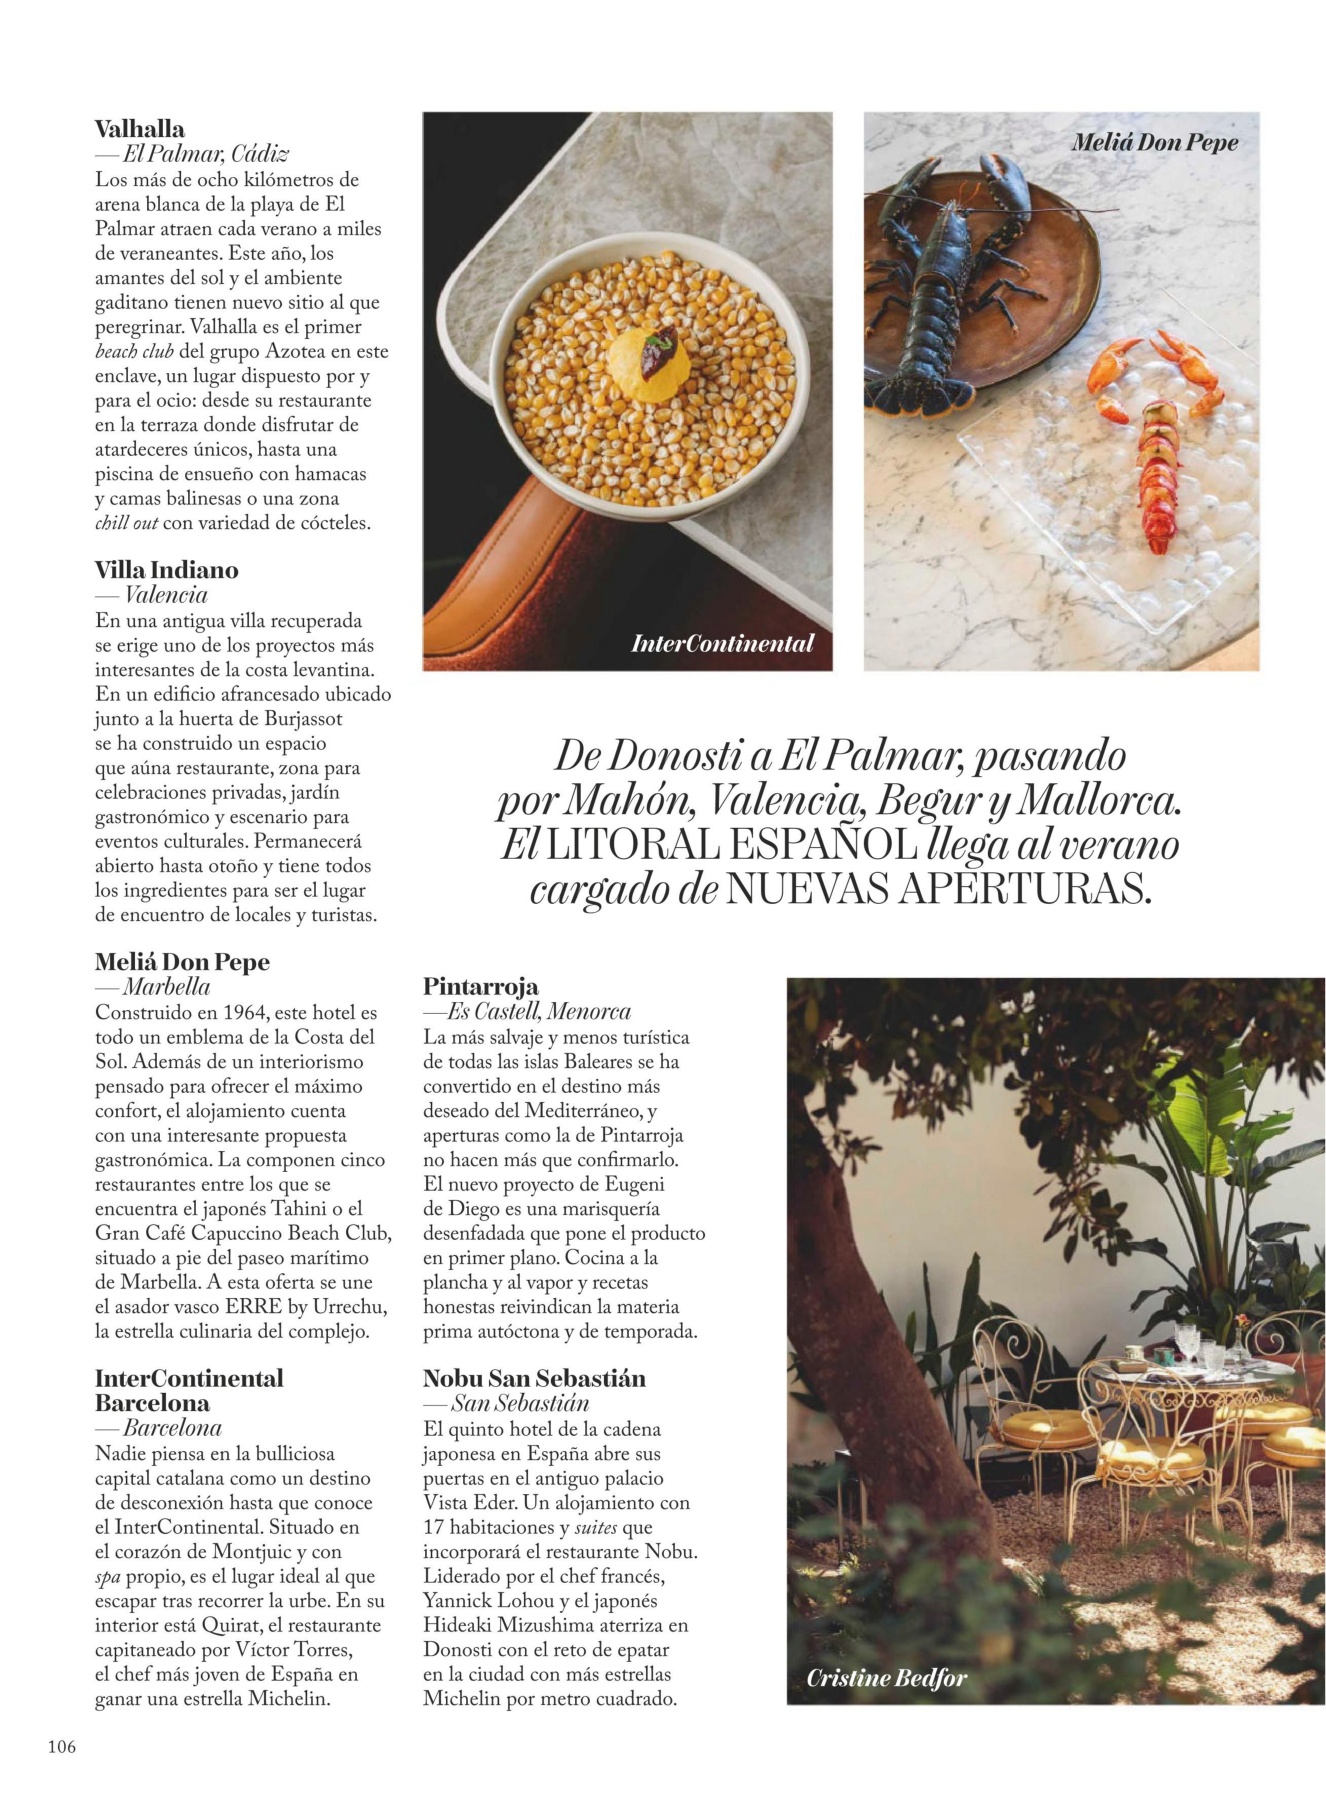 Valhalla
— El Palmar, Cádiz
Los más de ocho kilómetros de
arena blanca de la playa de El
Palmar atraen cada verano a miles
de veraneantes. Este año, los
amantes del sol y el ambiente
gaditano tienen nuevo sitio al que
peregrinar. Valhalla es el primer
beach club del grupo Azotea en este
enclave, un lugar dispuesto por y
para el ocio: desde su restaurante
en la terraza donde disfrutar de
atardeceres únicos, hasta una
piscina de ensueño con hamacas
y camas balinesas o una zona
chill out con variedad de cócteles.
Villa Indiano
— Valencia
En una antigua villa recuperada
se erige uno de los proyectos más
interesantes de la costa levantina.
En un edificio afrancesado ubicado
junto a la huerta de Burjassot
se ha construido un espacio
que aúna restaurante, zona para
celebraciones privadas, jardín
gastronómico y escenario para
eventos culturales. Permanecerá
abierto hasta otoño y tiene todos
los ingredientes para ser el lugar
de encuentro de locales y turistas.
Meliá Don Pepe
— Marbella
Construido en 1964, este hotel es
todo un emblema de la Costa del
Sol. Además de un interiorismo
pensado para ofrecer el máximo
confort, el alojamiento cuenta
con una interesante propuesta
gastronómica. La componen cinco
restaurantes entre los que se
encuentra el japonés Tahini o el
Gran Café Capuccino Beach Club,
situado a pie del paseo marítimo
de Marbella. A esta oferta se une
el asador vasco ERRE by Urrechu,
la estrella culinaria del complejo.
InterContinental
Barcelona
— Barcelona
Nadie piensa en la bulliciosa
capital catalana como un destino
de desconexión hasta que conoce
el InterContinental. Situado en
el corazón de Montjuic y con
spa propio, es el lugar ideal al que
escapar tras recorrer la urbe. En su
interior está Quirat, el restaurante
capitaneado por Víctor Torres,
el chef más joven de España en
ganar una estrella Michelin.
InterContinental
Meliá Don Pepe
De Donosti a El Palmar, pasando
por Mahón, Valencia, Begur y Mallorca.
El LITORAL ESPAÑOL llega al verano
cargado de NUEVAS APERTURAS.
Pintarroja
—Es Castell, Menorca
La más salvaje y menos turística
de todas las islas Baleares se ha
convertido en el destino más
deseado del Mediterráneo, y
aperturas como la de Pintarroja
no hacen más que confirmarlo.
El nuevo proyecto de Eugeni
de Diego es una marisquería
desenfadada que pone el producto
en primer plano. Cocina a la
plancha y al vapor y recetas
honestas reivindican la materia
prima autóctona y de temporada.
Nobu San Sebastián
— San Sebastián
El quinto hotel de la cadena
japonesa en España abre sus
puertas en el antiguo palacio
Vista Eder. Un alojamiento con
17 habitaciones y suites que
incorporará el restaurante Nobu.
Liderado por el chef francés,
Yannick Lohou y el japonés
Hideaki Mizushima aterriza en
Donosti con el reto de epatar
en la ciudad con más estrellas
Michelin por metro cuadrado.
Cristine Bedfor
106